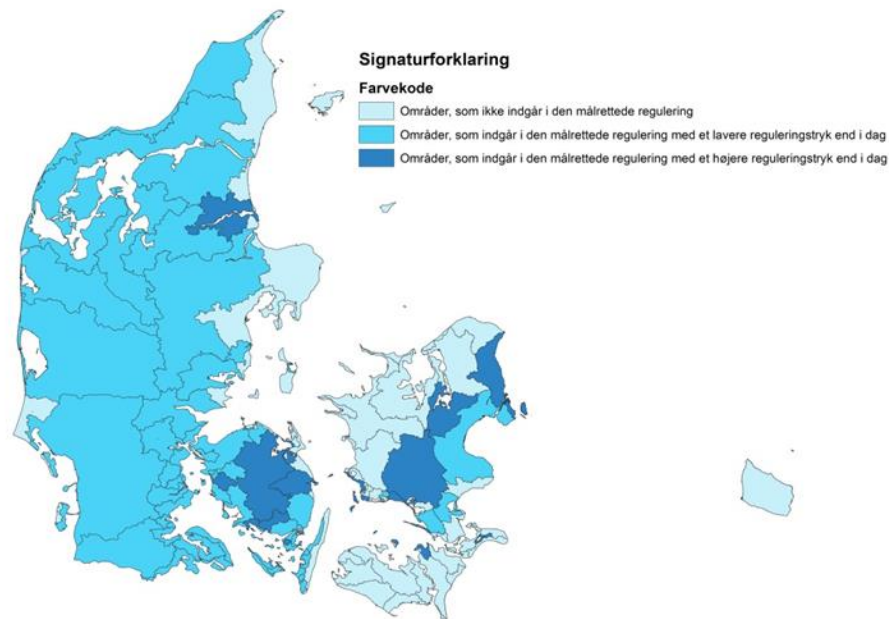 Signaturforklaring
Farvekode
Områder, som ikke indgår i den målrettede regulering
Områder, som indgår i den målrettede regulering med et lavere reguleringstryk end i dag
Områder, som indgår i den målrettede regulering med et højere reguleringstryk end i dag